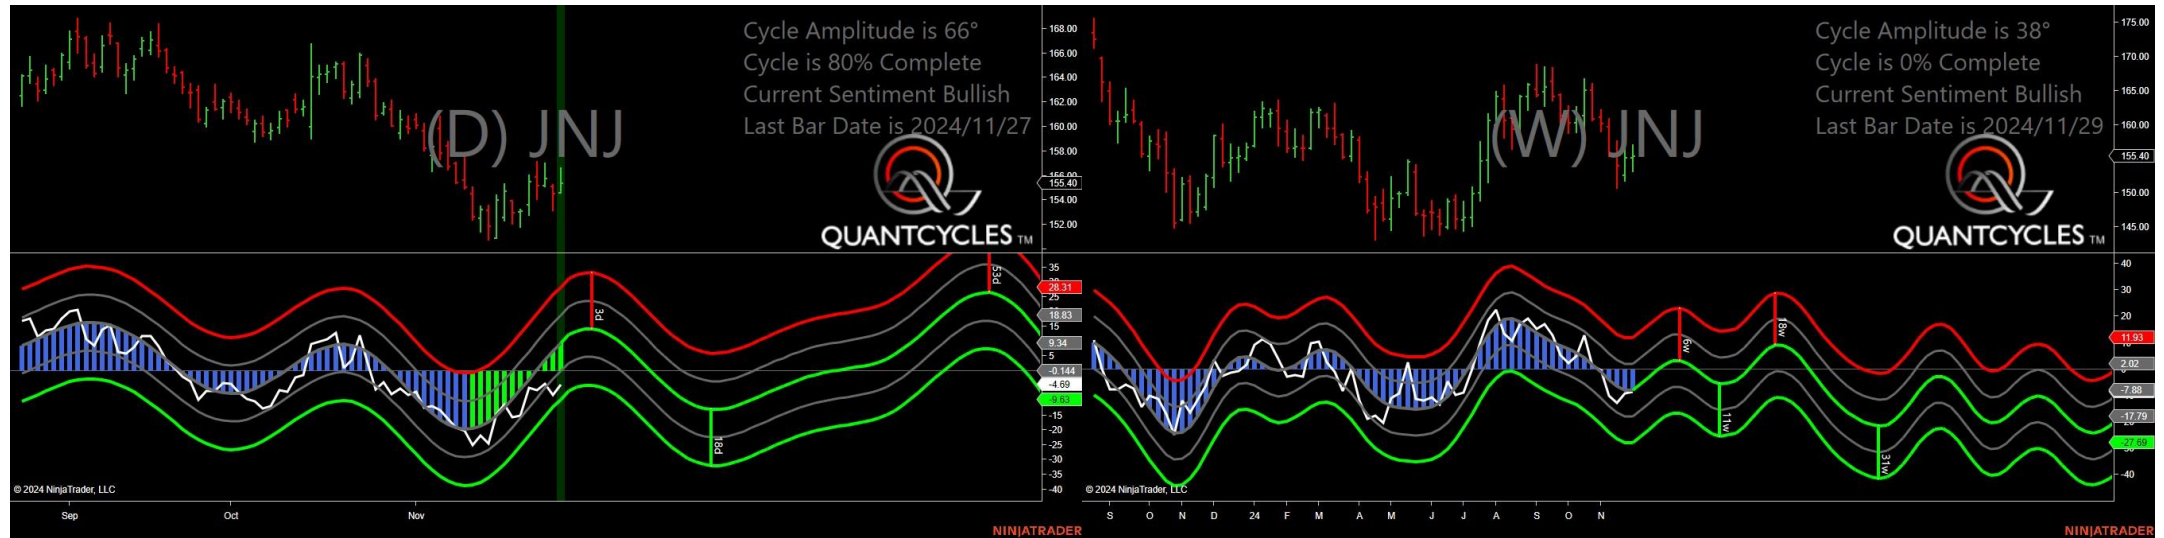 Cycle Amplitude is 66°
Cycle is 80% Complete
Current Sentiment Bullish
Last Bar Date is 2024/11/27
(D) JNJ
QUANTCYCLES TM
168.00
166.00
164.00
162.00
160.00
158.00
156.00
155.40
154.00
152.00
35
28.31
25
18.83
15
9.34
5
-0.144
-4.69
-9.63
-15
-20
-25
-30
-35
-40
3d
18d
53d
© 2024 NinjaTrader, LLC
Sep
Oct
Nov
NINJATRADER
Cycle Amplitude is 38°
Cycle is 0% Complete
Current Sentiment Bullish
Last Bar Date is 2024/11/29
(W) JNJ
QUANTCYCLES TM
175.00
170.00
165.00
160.00
155.40
150.00
145.00
40
30
20
11.93
2.02
-7.88
-17.79
-27.69
-40
6w
11w
18w
31w
© 2024 NinjaTrader, LLC
S
O
N
D
24
F
M
A
M
J
J
A
S
O
N
NINJATRADER